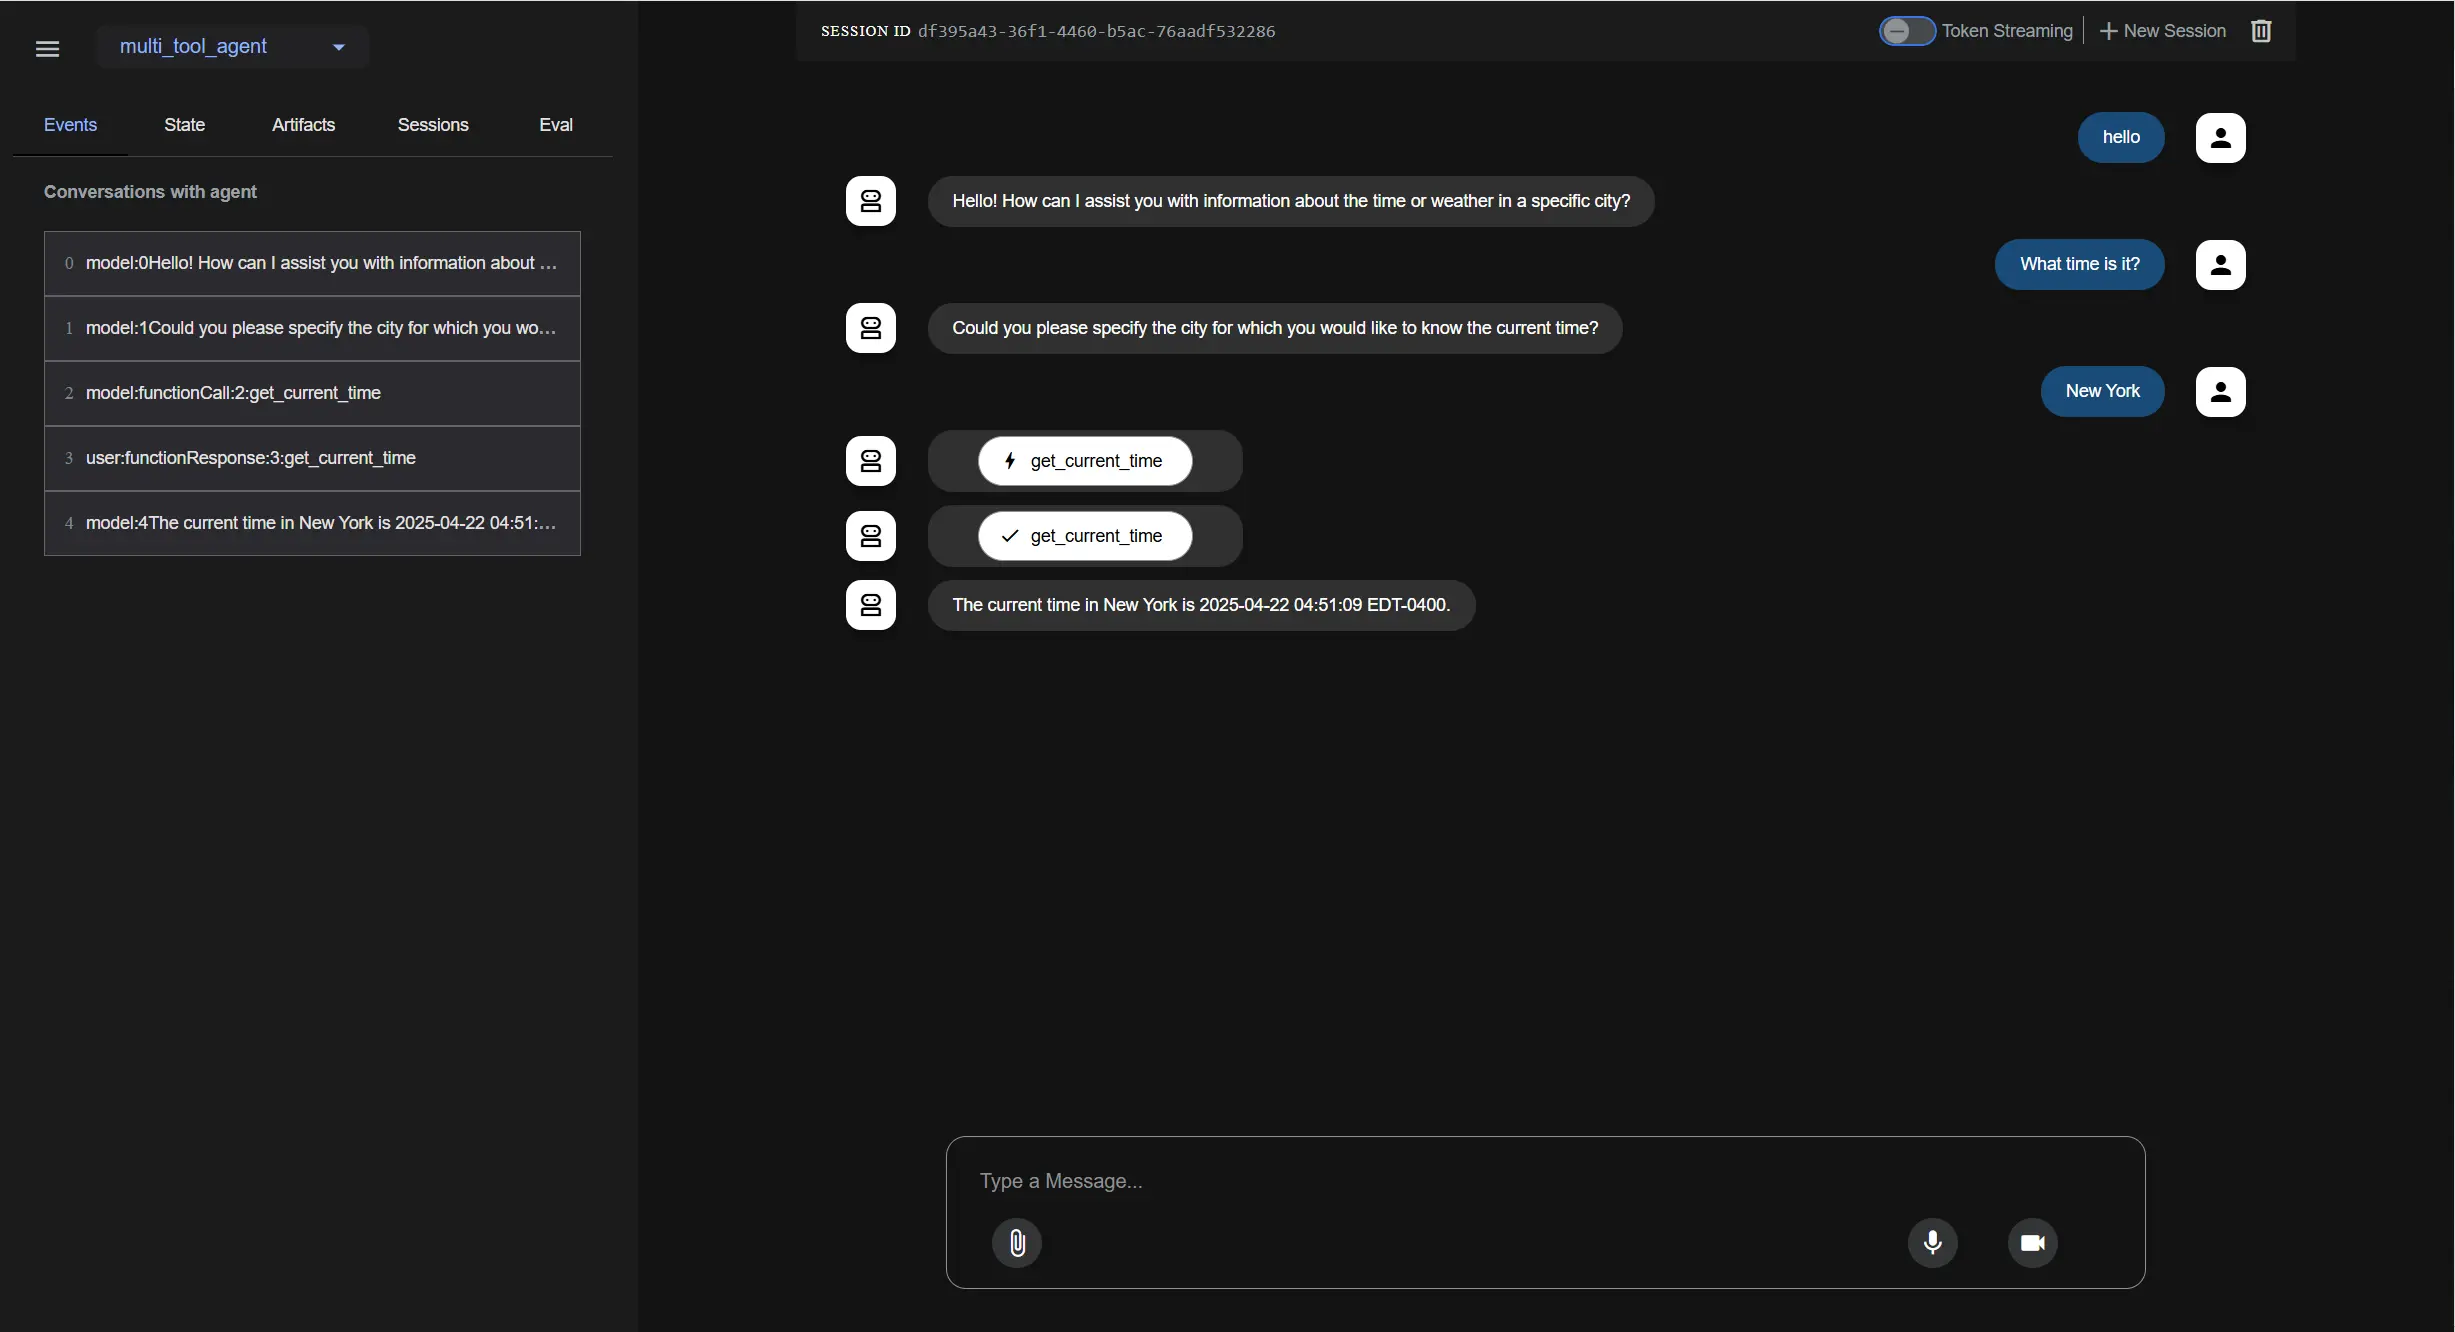 multi_tool_agent
Events State Artifacts Sessions Eval
Conversations with agent
0 model:0Hello! How can I assist you with information about ...
1 model:1Could you please specify the city for which you wo...
2 model:functionCall:2:get_current_time
3 user:functionResponse:3:get_current_time
4 model:4The current time in New York is 2025-04-22 04:51:...
SESSION ID df395a43-36f1-4460-b5ac-76aadf532286
Token Streaming New Session
hello
Hello! How can I assist you with information about the time or weather in a specific city?
What time is it?
Could you please specify the city for which you would like to know the current time?
New York
get_current_time
get_current_time
The current time in New York is 2025-04-22 04:51:09 EDT-0400.
Type a Message...